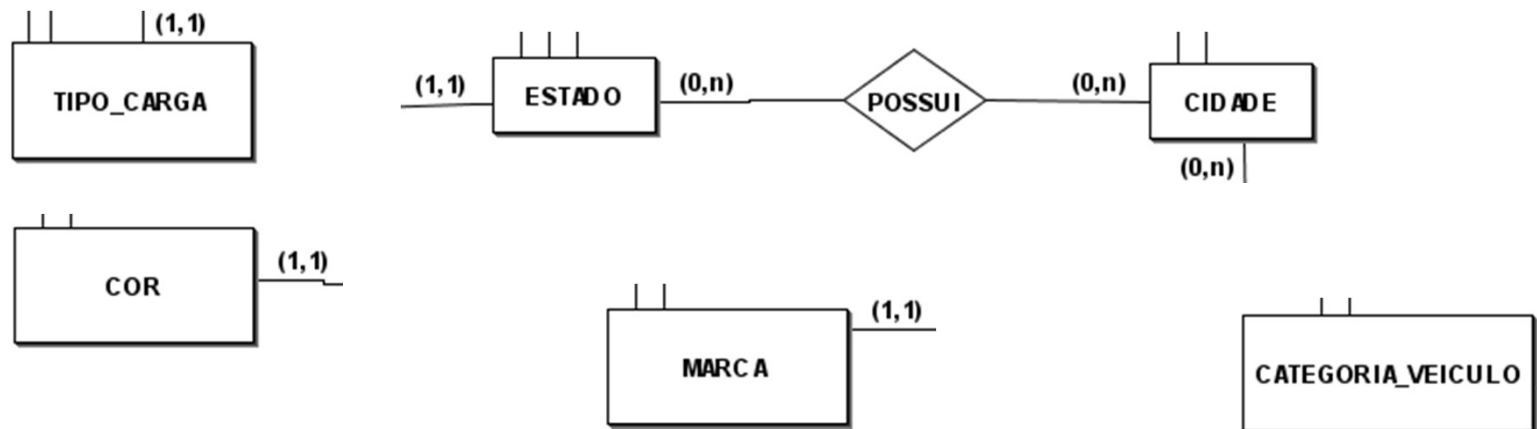 (1,1)
TIPO_CARGA
(1,1)
ESTADO
(0,n)
POSSUI
(0,n)
CIDADE
(0,n)
COR
(1,1)
MARCA
(1,1)
CATEGORIA_VEICULO